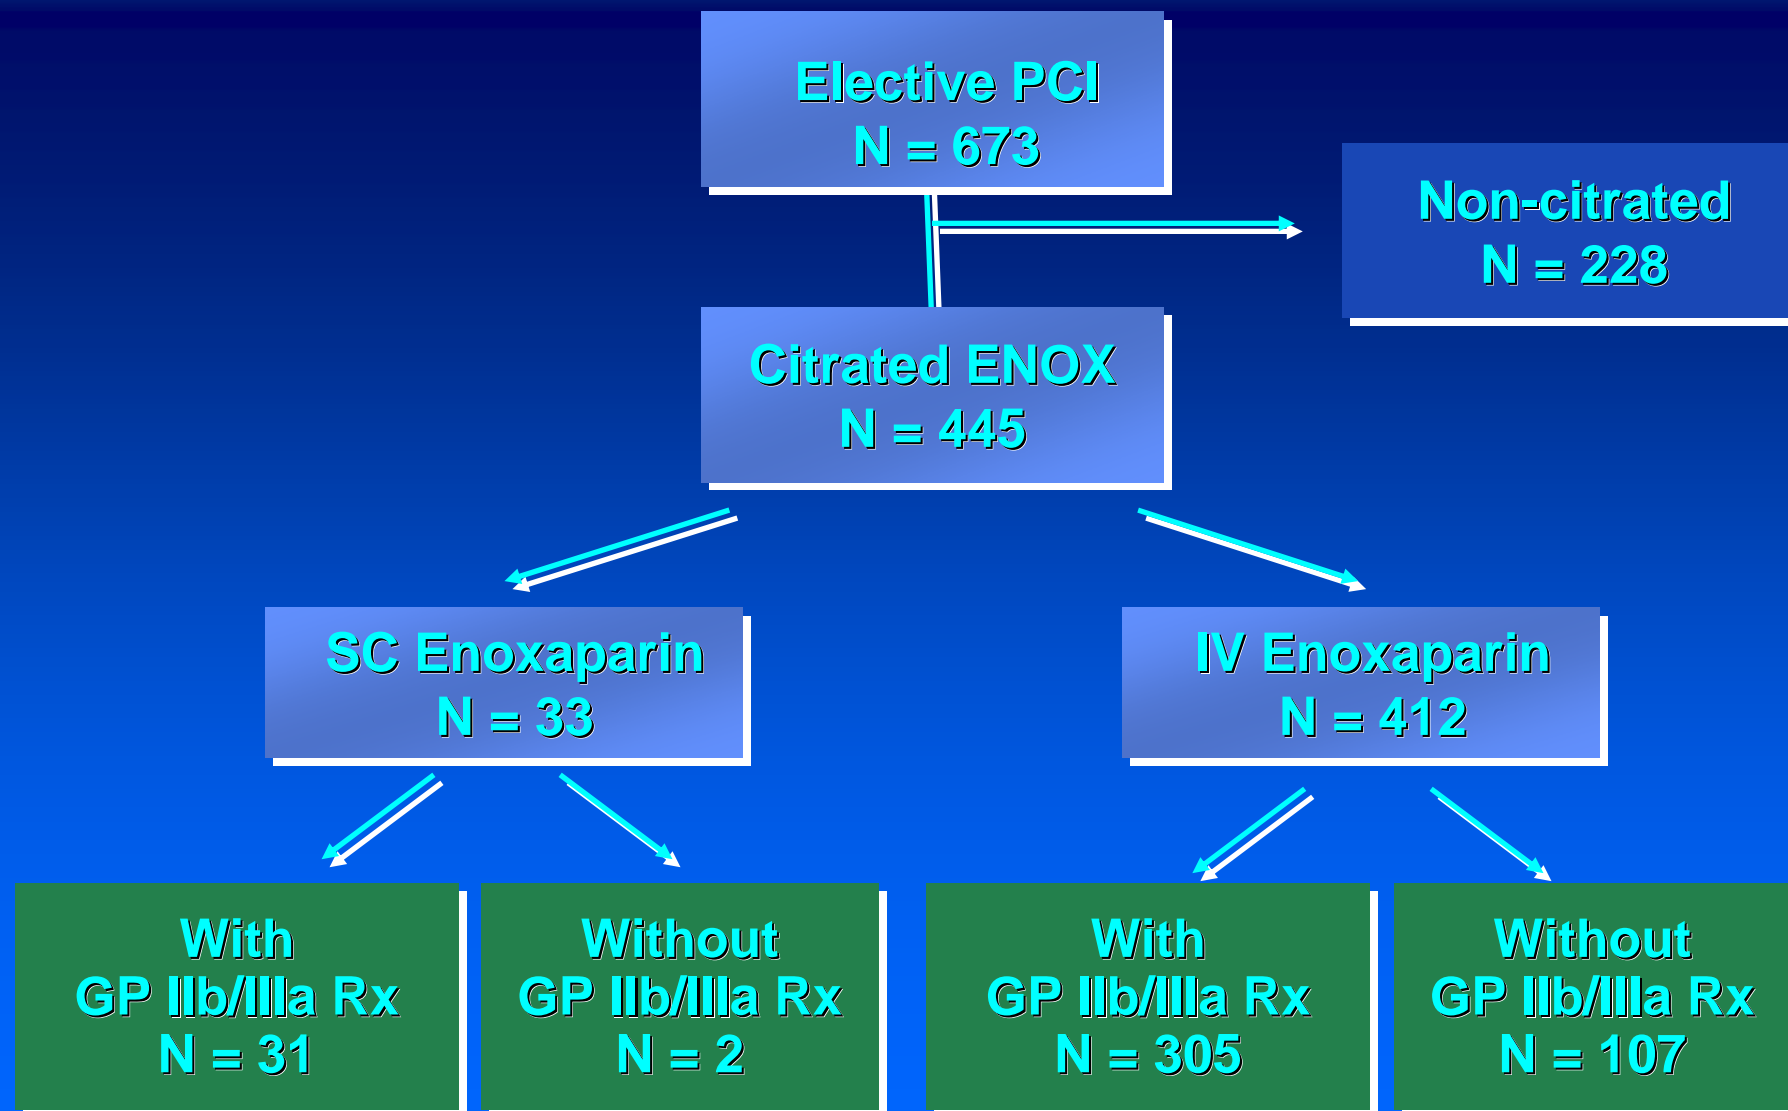 Elective PCI
N = 673
Non-citrated
N = 228
Citrated ENOX
N = 445
SC Enoxaparin
N = 33
IV Enoxaparin
N = 412
With
GP IIb/IIIa Rx
N = 31
Without
GP IIb/IIIa Rx
N = 2
With
GP IIb/IIIa Rx
N = 305
Without
GP IIb/IIIa Rx
N = 107